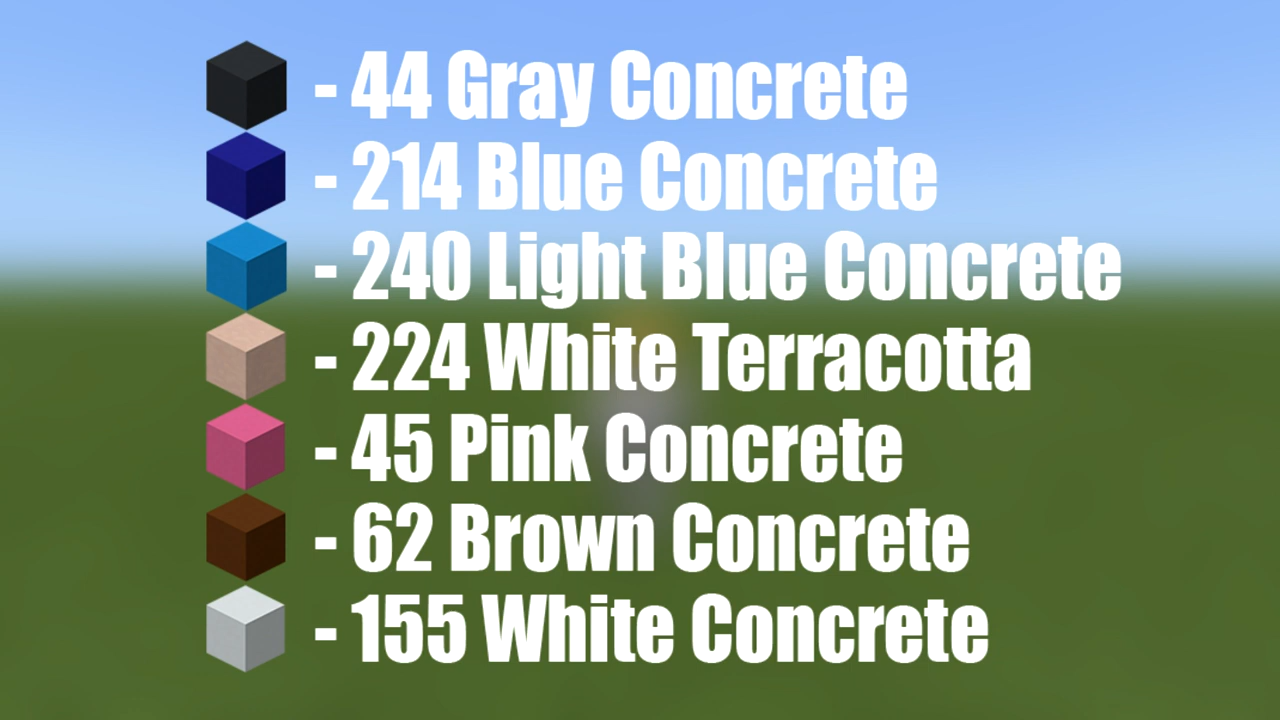 - 44 Gray Concrete
- 214 Blue Concrete
- 240 Light Blue Concrete
- 224 White Terracotta
- 45 Pink Concrete
- 62 Brown Concrete
- 155 White Concrete